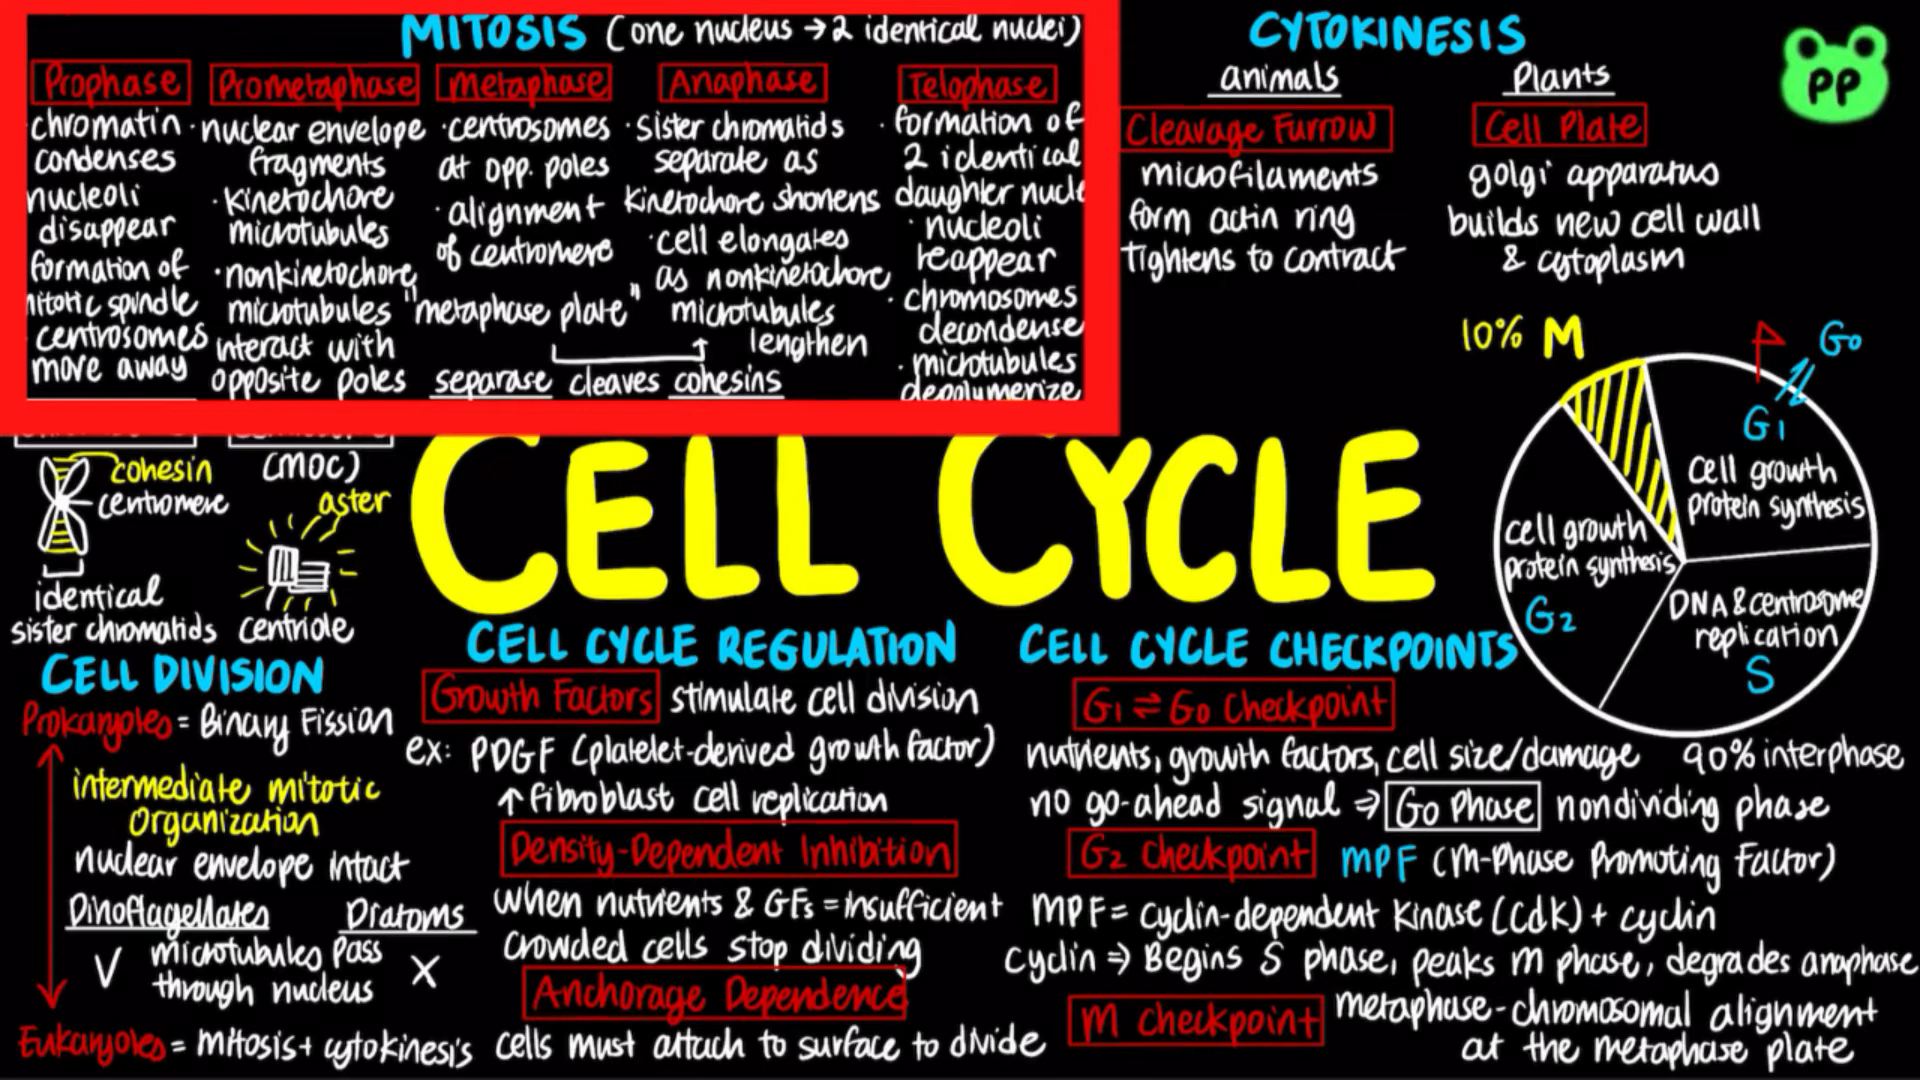 MITOSIS (one nucleus → 2 identical nuclei)
Prophase
chromatin
condenses
nucleoli
disappear
formation of
mitotic spindle
centrosomes
move away
Prometaphase
·nuclear envelope
fragments
·Kinetochore
microtubules
·nonkinetochore
microtubules
interact with
opposite poles
Metaphase
·centrosomes
at opp. poles
·alignment
of centromere
"metaphase plate"
separase cleaves cohesins
Anaphase
·Sister chromatids
separate as
Kinetochore shortens
·cell elongates
as nonkinetochore
microtubules
lengthen
Telophase
·formation of
2 identical
daughter nucle
·nucleoli
reappear
·chromosomes
decondense
·microtubules
depolymerize
CYTOKINESIS
animals
Cleavage Furrow
microfilaments
form actin ring
Tightens to contract
Plants
Cell Plate
golgi apparatus
builds new cell wall
& cytoplasm
PP
10% M
G0
G1
cell growth
protein synthesis
cell growth
protein synthesis
G2
DNA & centrosome
replication
S
cohesin
centromere
identical
sister chromatids
(MOC)
aster
centriole
CELL CYCLE
CELL DIVISION
Prokaryotes = Binary Fission
intermediate mitotic
organization
nuclear envelope intact
Dinoflagellates Diatoms
V microtubules pass X
through nucleus
Eukaryotes = mitosis + cytokinesis
CELL CYCLE REGULATION
Growth Factors stimulate cell division
ex: PDGF (platelet-derived growth factor)
↑ fibroblast cell replication
Density-Dependent Inhibition
when nutrients & GFs = insufficient
crowded cells stop dividing
Anchorage Dependence
cells must attach to surface to divide
CELL CYCLE CHECKPOINTS
G1 ⇌ G0 Checkpoint
nutrients, growth factors, cell size/damage 90% interphase
no go-ahead signal ⇒ G0 Phase nondividing phase
G2 Checkpoint MPF (M-Phase Promoting Factor)
MPF = cyclin-dependent Kinase (Cdk) + cyclin
cyclin ⇒ Begins S phase, peaks M phase, degrades anaphase
M Checkpoint metaphase - chromosomal alignment
at the metaphase plate